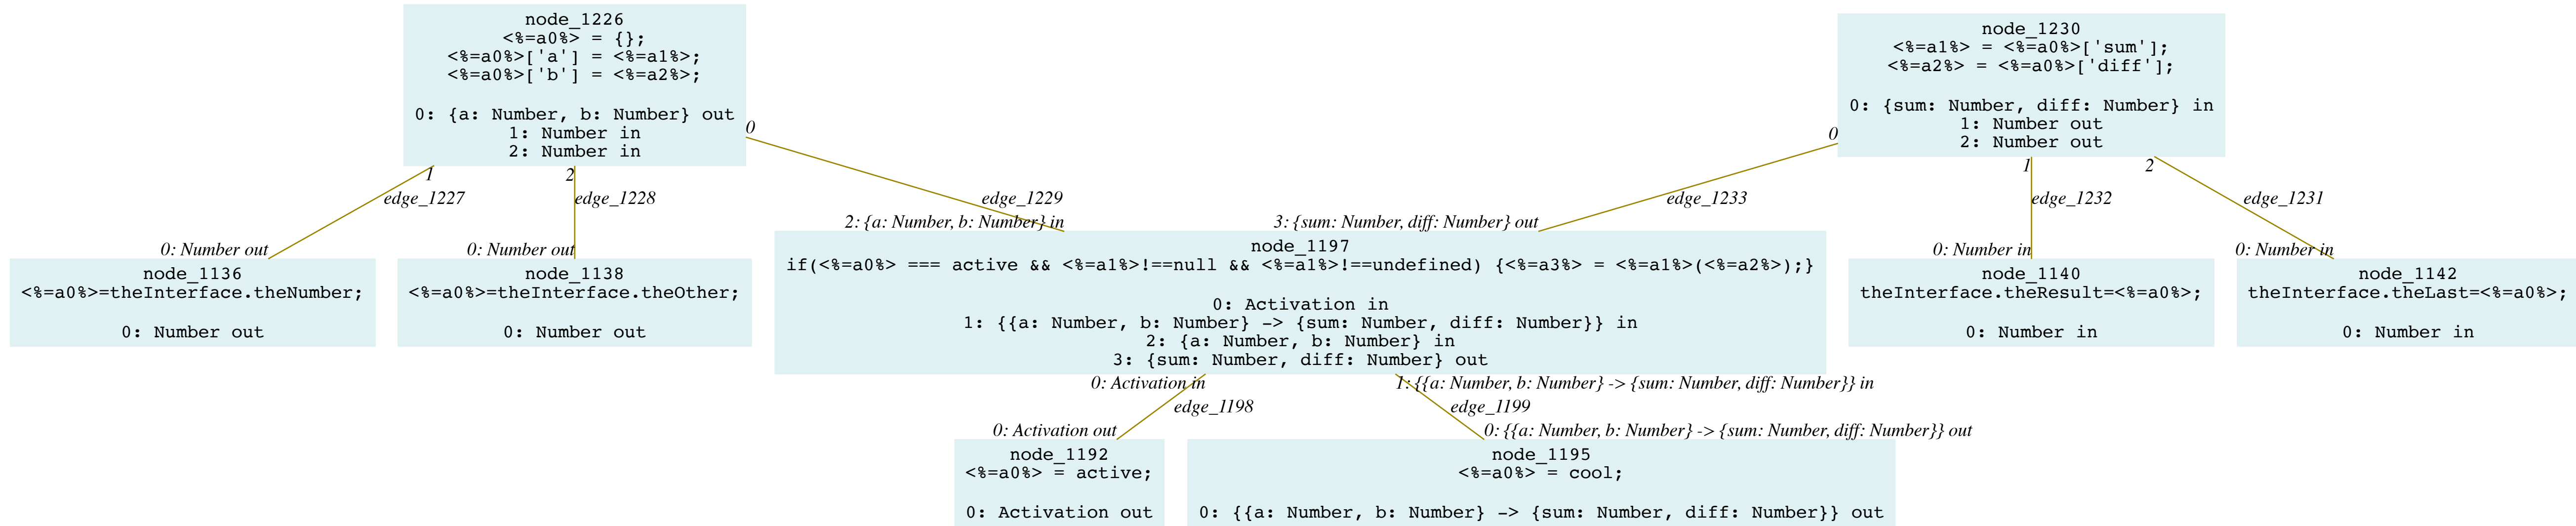 node_1226
<%=a0%> = {};
<%=a0%>['a'] = <%=a1%>;
<%=a0%>['b'] = <%=a2%>;
0: {a: Number, b: Number} out
1: Number in
2: Number in
node_1230
<%=a1%> = <%=a0%>['sum'];
<%=a2%> = <%=a0%>['diff'];
0: {sum: Number, diff: Number} in
1: Number out
2: Number out
0
0
1
2
1
2
edge_1227
edge_1228
edge_1229
edge_1233
edge_1232
edge_1231
2: {a: Number, b: Number} in
3: {sum: Number, diff: Number} out
0: Number out
0: Number out
0: Number in
0: Number in
node_1136
<%=a0%>=theInterface.theNumber;
0: Number out
node_1138
<%=a0%>=theInterface.theOther;
0: Number out
node_1197
if(<%=a0%> === active && <%=a1%>!==null && <%=a1%>!==undefined) {<%=a3%> = <%=a1%>(<%=a2%>);}
0: Activation in
1: {{a: Number, b: Number} -> {sum: Number, diff: Number}} in
2: {a: Number, b: Number} in
3: {sum: Number, diff: Number} out
node_1140
theInterface.theResult=<%=a0%>;
0: Number in
node_1142
theInterface.theLast=<%=a0%>;
0: Number in
0: Activation in
1: {{a: Number, b: Number} -> {sum: Number, diff: Number}} in
edge_1198
edge_1199
0: Activation out
0: {{a: Number, b: Number} -> {sum: Number, diff: Number}} out
node_1192
<%=a0%> = active;
0: Activation out
node_1195
<%=a0%> = cool;
0: {{a: Number, b: Number} -> {sum: Number, diff: Number}} out